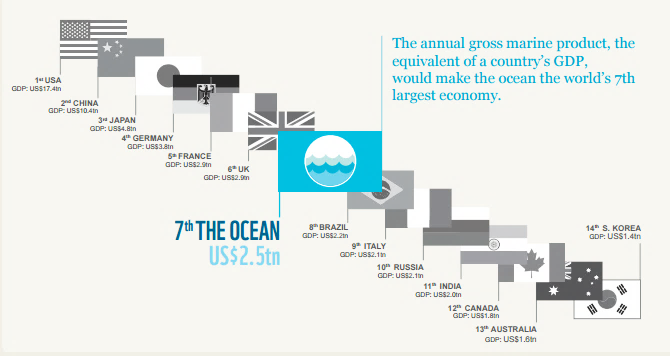 The annual gross marine product, the
equivalent of a country's GDP,
would make the ocean the world's 7th
largest economy.
1st USA
GDP: US$17.4tn
2nd CHINA
GDP: US$10.4tn
3rd JAPAN
GDP: US$4.8tn
4th GERMANY
GDP: US$3.8tn
5th FRANCE
GDP: US$2.9tn
6th UK
GDP: US$2.9tn
7th THE OCEAN
US$2.5tn
8th BRAZIL
GDP: US$2.2tn
9th ITALY
GDP: US$2.1tn
10th RUSSIA
GDP: US$2.1tn
11th INDIA
GDP: US$2.0tn
12th CANADA
GDP: US$1.8tn
13th AUSTRALIA
GDP: US$1.6tn
14th S. KOREA
GDP: US$1.4tn